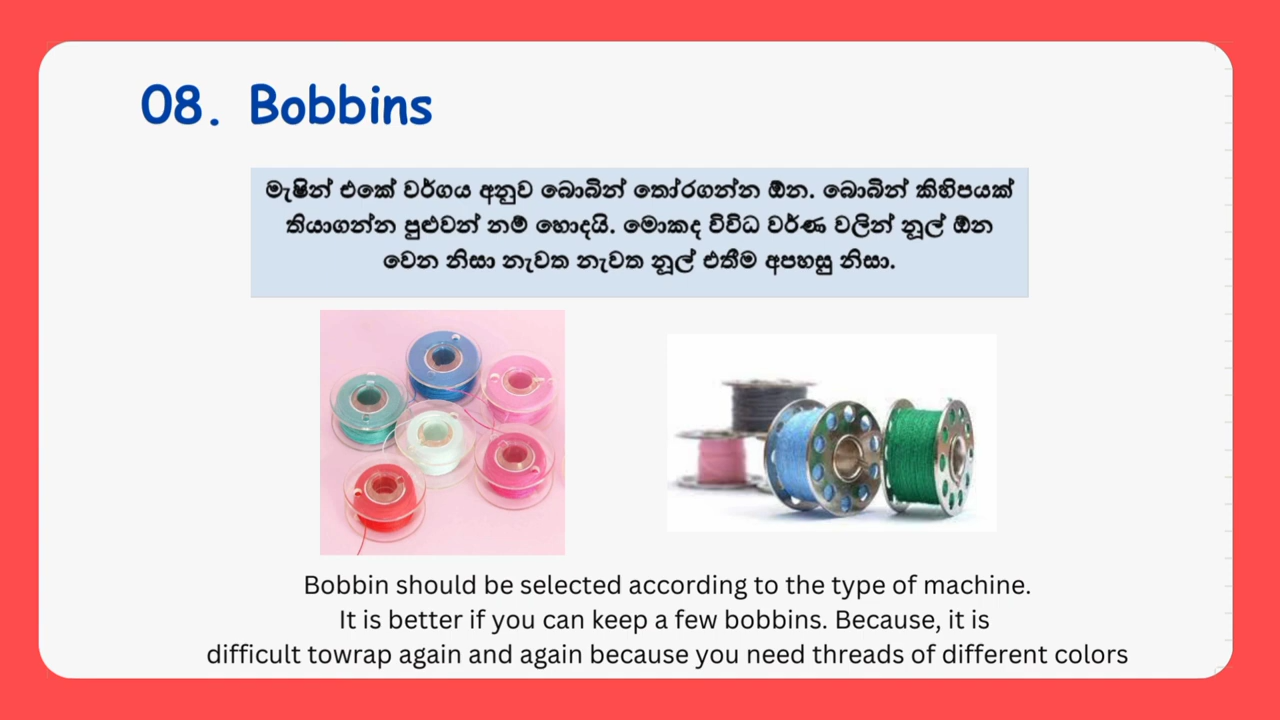 08. Bobbins
මැෂින් එකේ වර්ගය අනුව බොබින් තෝරගන්න ඕන. බොබින් කිහිපයක්
තියාගන්න පුළුවන් නම් හොදයි. මොකද විවිධ වර්ණ වලින් නූල් ඕන
වෙන නිසා නැවත නැවත නූල් එතීම අපහසු නිසා.
Bobbin should be selected according to the type of machine.
It is better if you can keep a few bobbins. Because, it is
difficult towrap again and again because you need threads of different colors